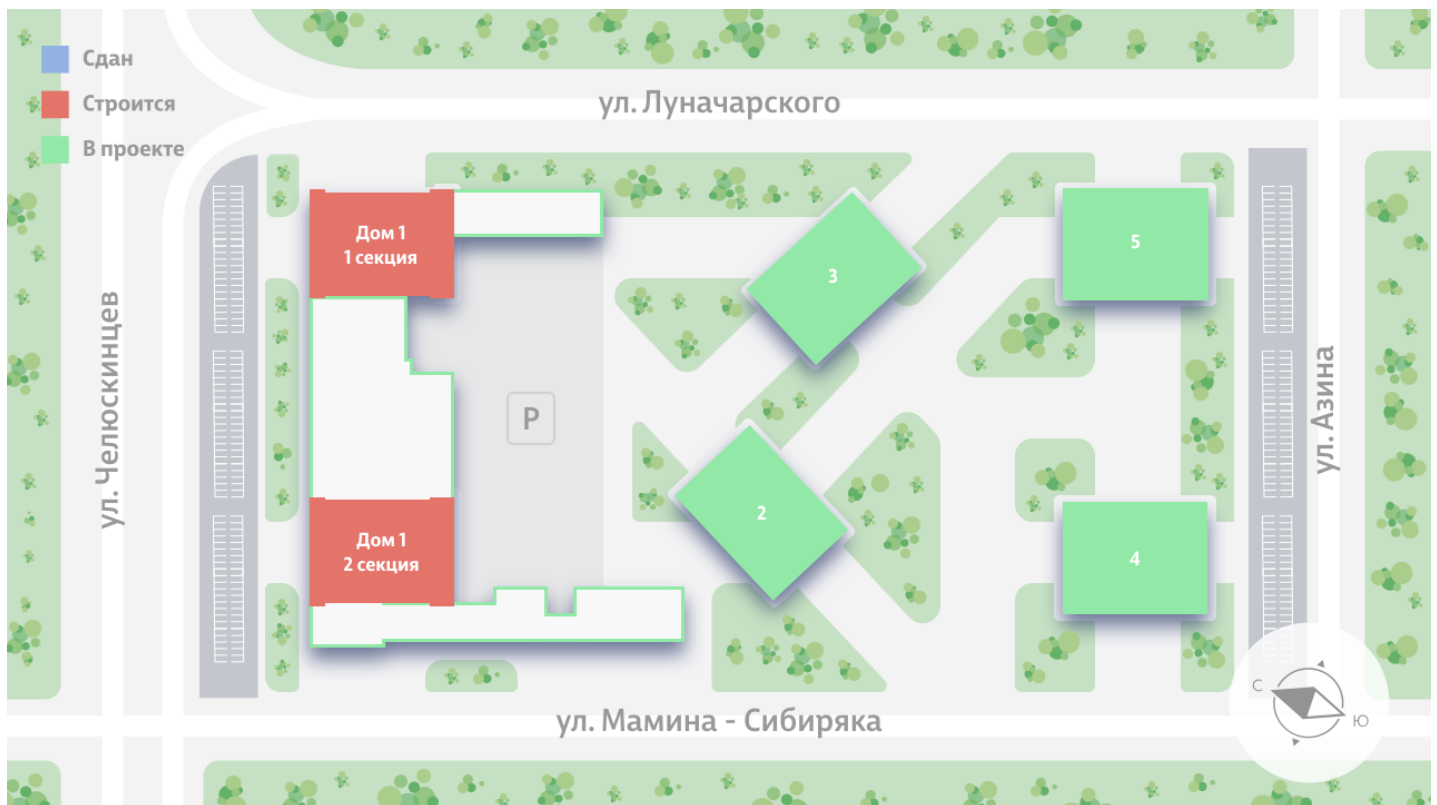 Сдан
Строится
В проекте
ул. Луначарского
Дом 1
1 секция
3
5
ул. Челюскинцев
P
ул. Азина
2
Дом 1
2 секция
4
С
Ю
ул. Мамина - Сибиряка